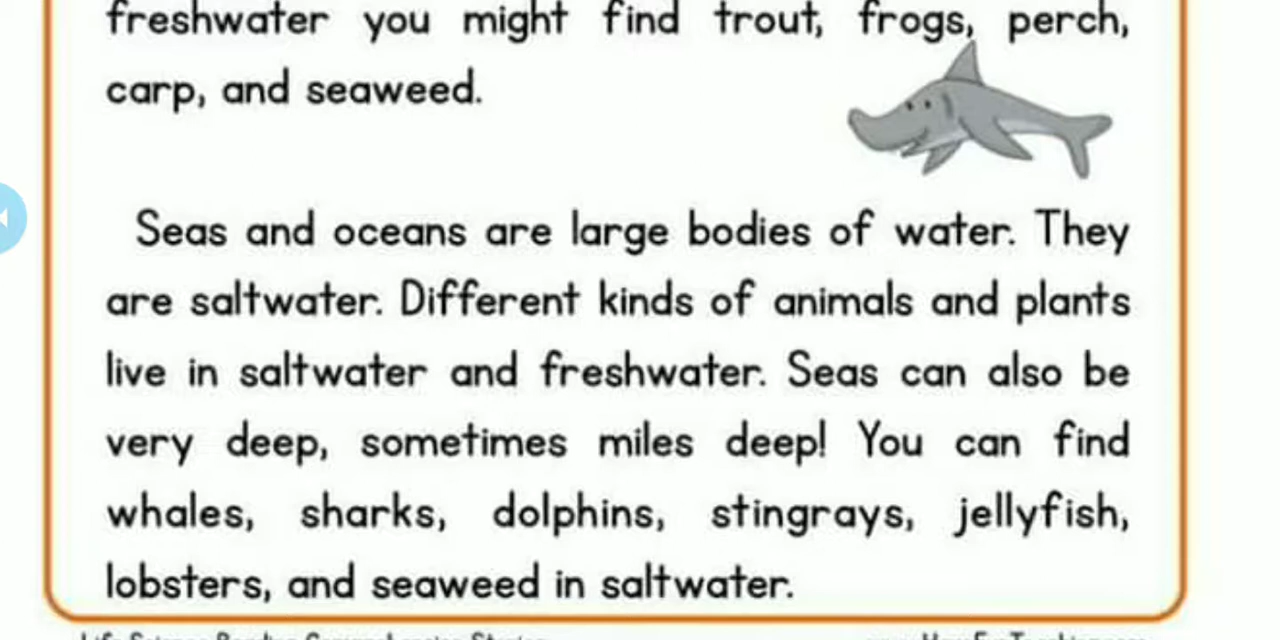 freshwater you might find trout, frogs, perch,
carp, and seaweed.
Seas and oceans are large bodies of water. They
are saltwater. Different kinds of animals and plants
live in saltwater and freshwater. Seas can also be
very deep, sometimes miles deep! You can find
whales, sharks, dolphins, stingrays, jellyfish,
lobsters, and seaweed in saltwater.